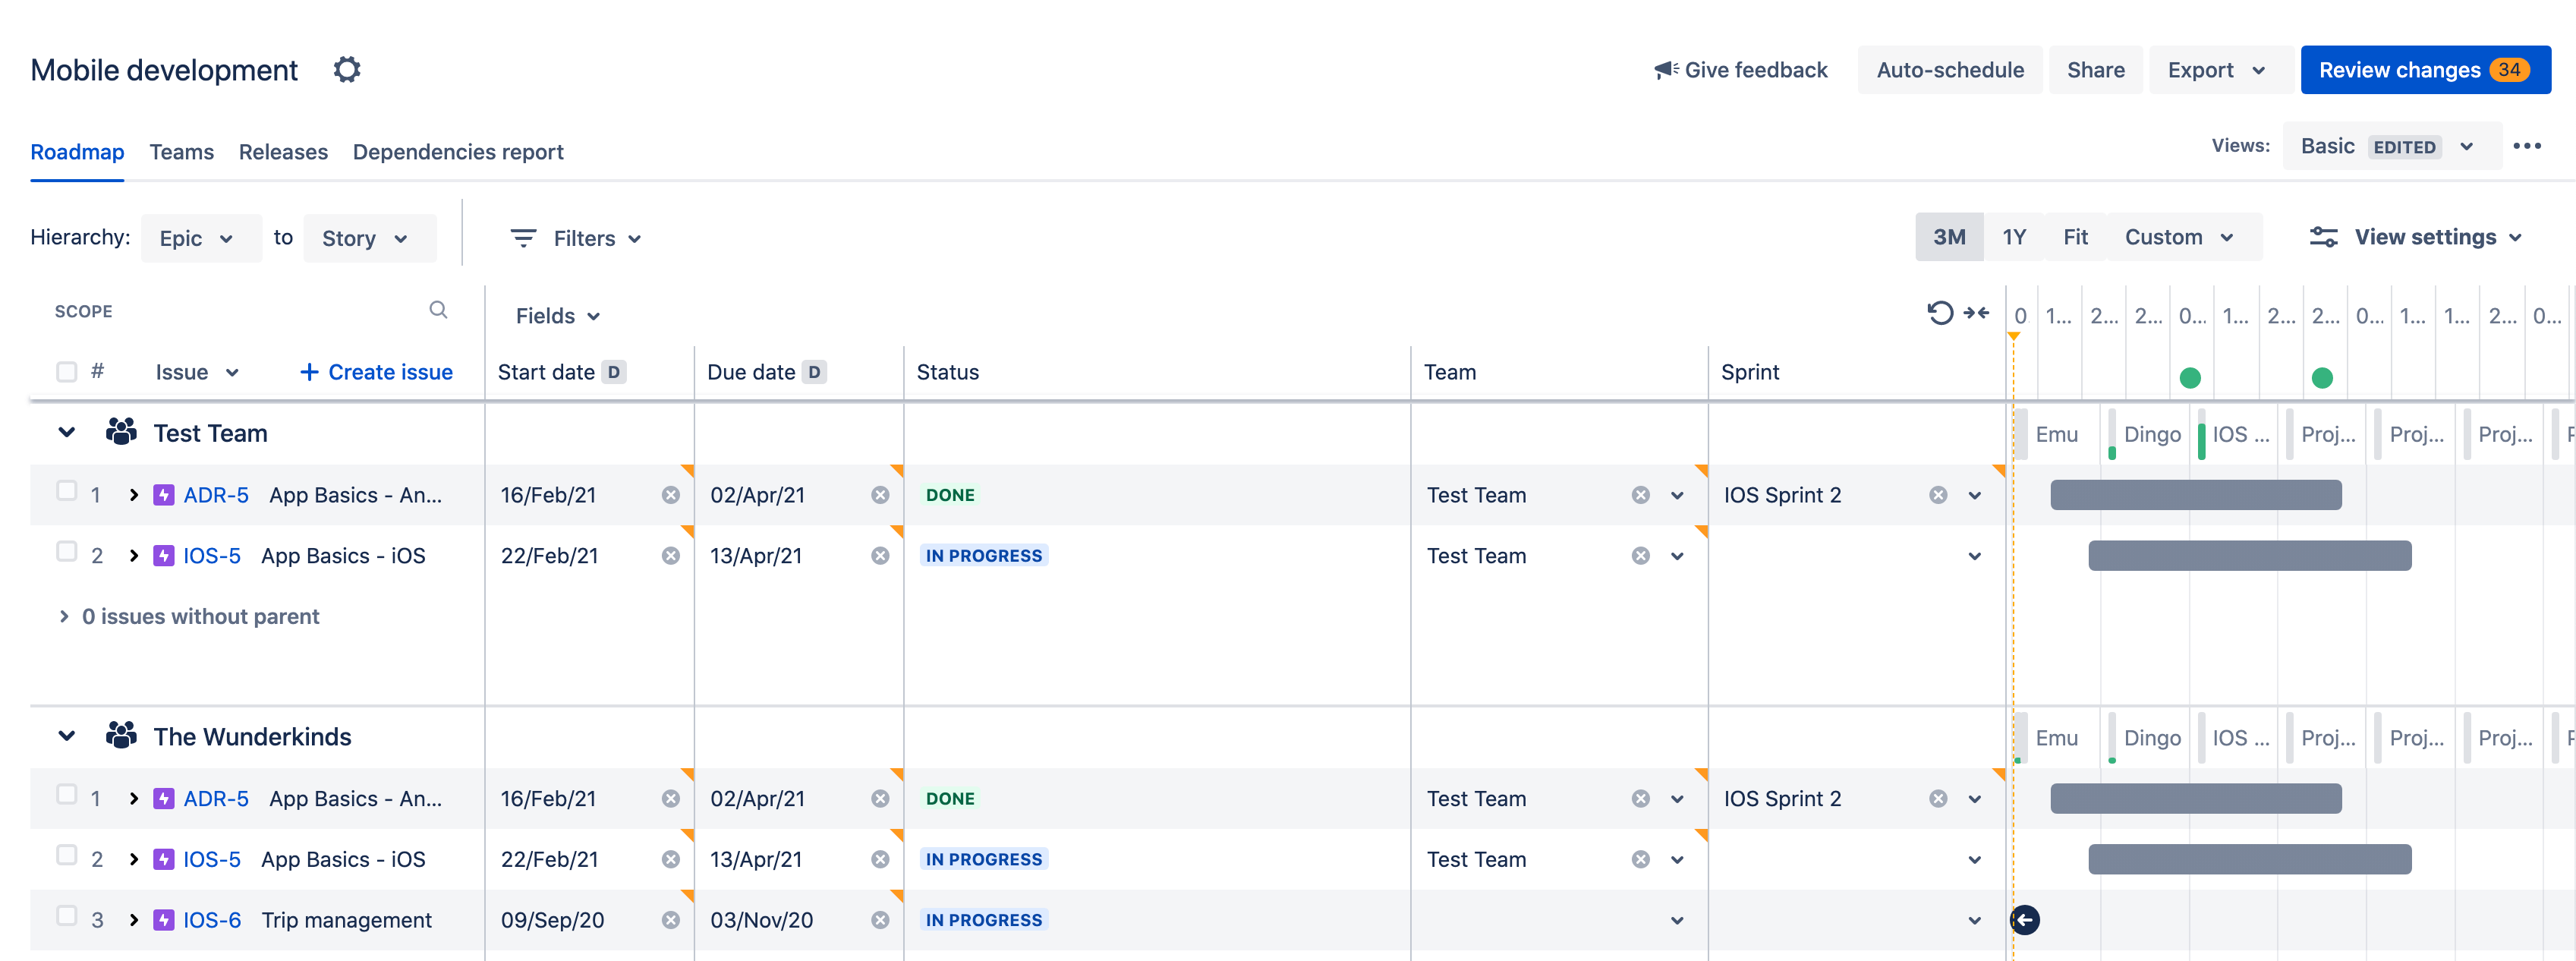 Mobile development
Give feedback
Auto-schedule
Share
Export
Review changes 34
Roadmap
Teams
Releases
Dependencies report
Views:
Basic EDITED
Hierarchy:
Epic
to
Story
Filters
3M
1Y
Fit
Custom
View settings
SCOPE
Fields
0 1... 2... 2... 0... 1... 2... 2... 0... 1... 1... 2... 0...
#
Issue
Create issue
Start date D
Due date D
Status
Team
Sprint
Test Team
Emu Dingo IOS ... Proj... Proj... Proj...
1 ADR-5 App Basics - An... 16/Feb/21 02/Apr/21 DONE Test Team IOS Sprint 2
2 IOS-5 App Basics - iOS 22/Feb/21 13/Apr/21 IN PROGRESS Test Team
0 issues without parent
The Wunderkinds
Emu Dingo IOS ... Proj... Proj... Proj...
1 ADR-5 App Basics - An... 16/Feb/21 02/Apr/21 DONE Test Team IOS Sprint 2
2 IOS-5 App Basics - iOS 22/Feb/21 13/Apr/21 IN PROGRESS Test Team
3 IOS-6 Trip management 09/Sep/20 03/Nov/20 IN PROGRESS